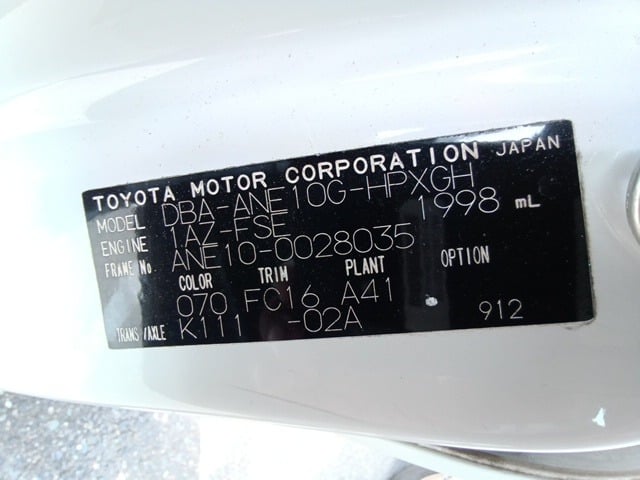 TOYOTA MOTOR CORPORATION JAPAN
MODEL DBA-ANE10G-HPXGH
ENGINE 1AZ-FSE 1998 mL
FRAME No. ANE10-0028035
COLOR TRIM PLANT OPTION
070 FC16 A41
TRANS/AXLE K111 -02A 912